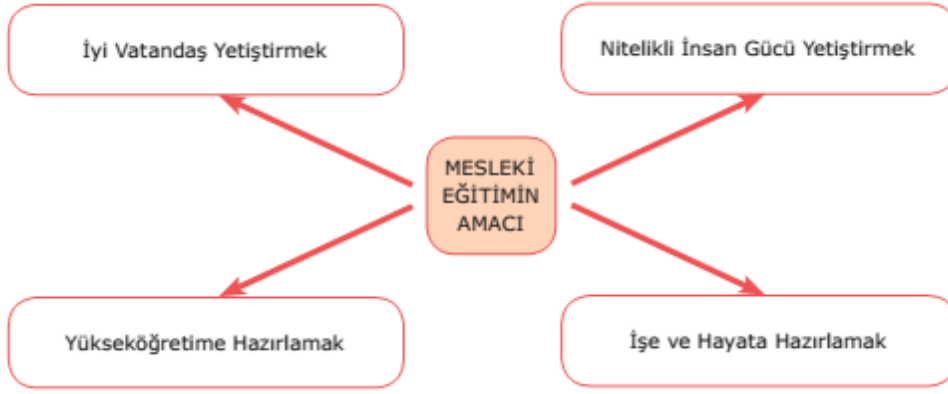 İyi Vatandaş Yetiştirmek
Nitelikli İnsan Gücü Yetiştirmek
MESLEKİ
EĞİTİMİN
AMACI
Yükseköğretime Hazırlamak
İşe ve Hayata Hazırlamak